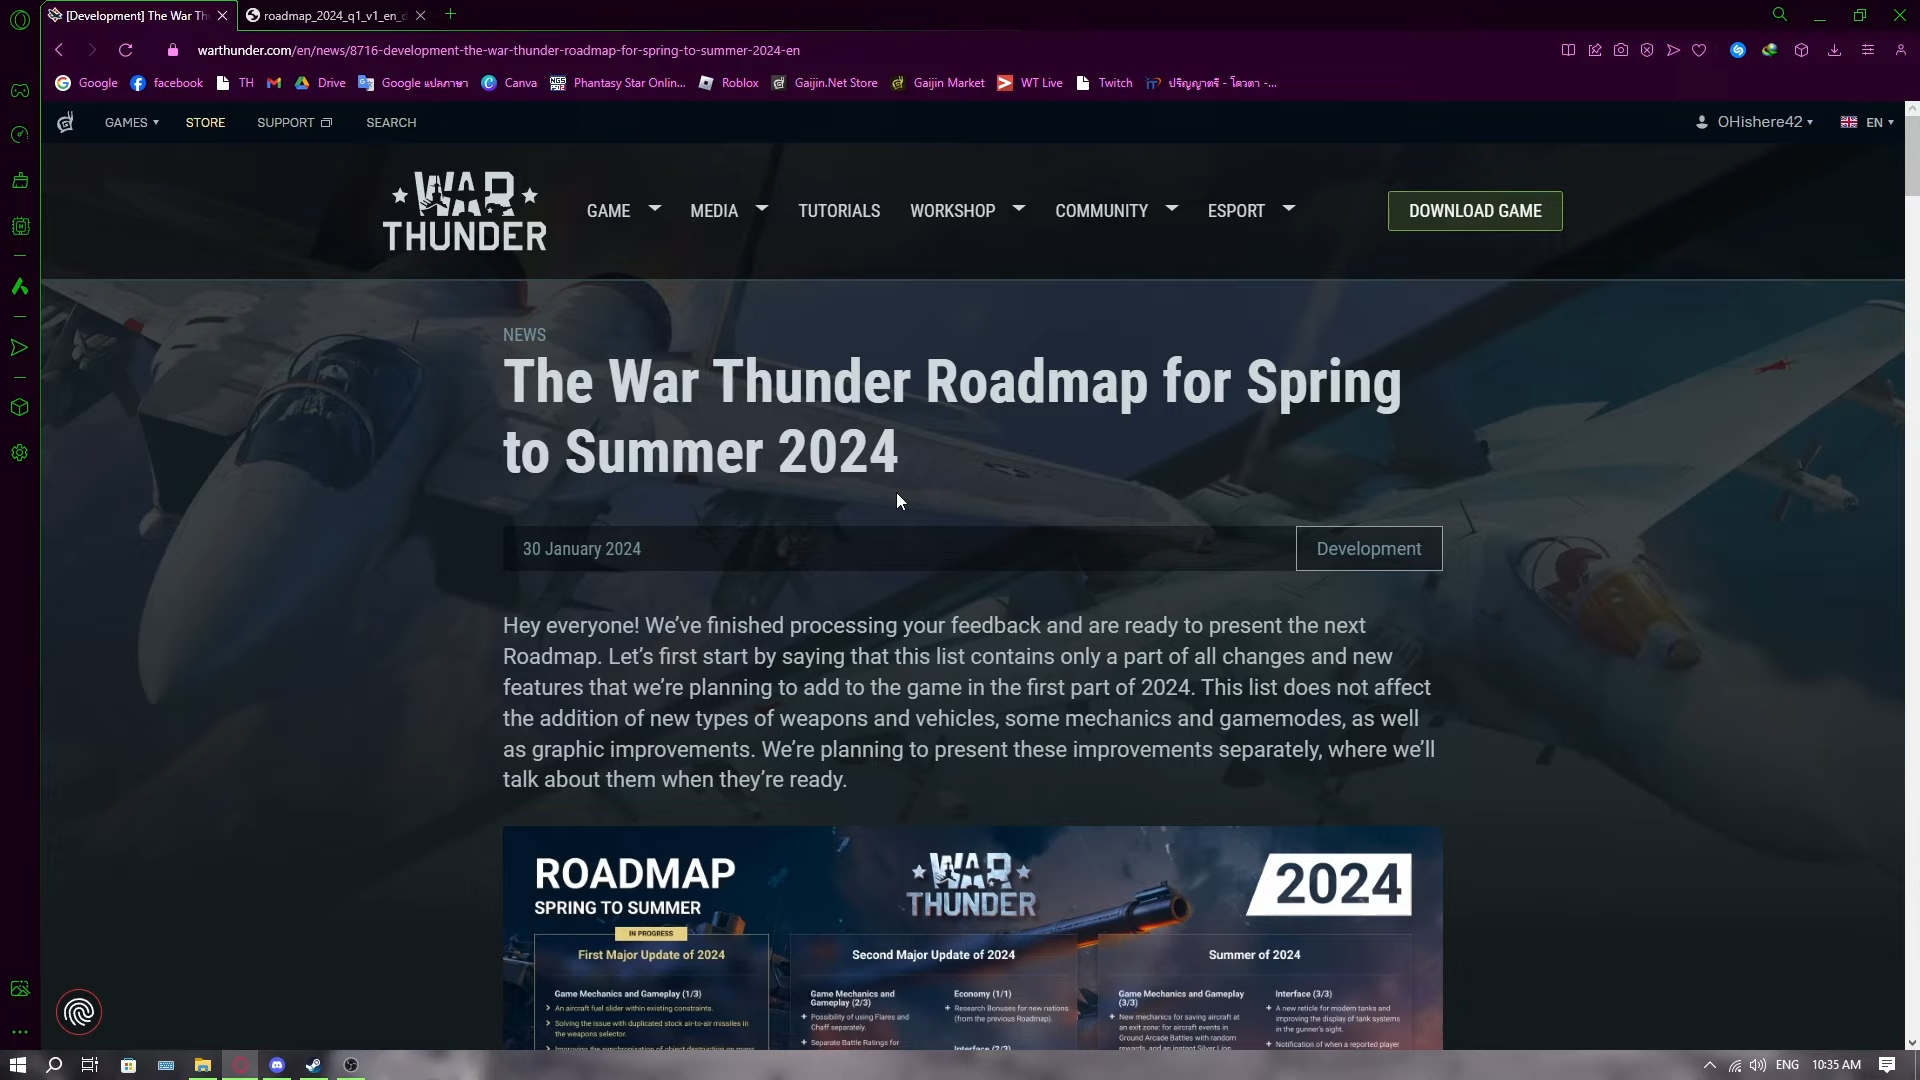 [Development] The War Th
roadmap_2024_q1_v1_en_
warthunder.com/en/news/8716-development-the-war-thunder-roadmap-for-spring-to-summer-2024-en
Google facebook TH Drive Google แปลภาษา Canva Phantasy Star Onlin... Roblox Gaijin.Net Store Gaijin Market WT Live Twitch ปริญญาตรี - โควตา -...
GAMES STORE SUPPORT SEARCH OHishere42 EN
WAR THUNDER
GAME MEDIA TUTORIALS WORKSHOP COMMUNITY ESPORT DOWNLOAD GAME
NEWS
The War Thunder Roadmap for Spring
to Summer 2024
30 January 2024 Development
Hey everyone! We’ve finished processing your feedback and are ready to present the next
Roadmap. Let’s first start by saying that this list contains only a part of all changes and new
features that we’re planning to add to the game in the first part of 2024. This list does not affect
the addition of new types of weapons and vehicles, some mechanics and gamemodes, as well
as graphic improvements. We’re planning to present these improvements separately, where we’ll
talk about them when they’re ready.
ROADMAP
SPRING TO SUMMER
WAR THUNDER
2024
IN PROGRESS
First Major Update of 2024
Game Mechanics and Gameplay (1/3)
An aircraft fuel slider within existing constraints.
Solving the issue with duplicated stock air-to-air missiles in
the weapons selector.
Improving the synchronization of object destruction on maps
Second Major Update of 2024
Game Mechanics and
Gameplay (2/3)
+ Possibility of using Flares and
Chaff separately.
+ Separate Battle Ratings for
Economy (1/1)
+ Research Bonuses for new nations
(from the previous Roadmap).
Interface (2/3)
Summer of 2024
Game Mechanics and Gameplay
(3/3)
+ New mechanics for saving aircraft at
an exit zone: for aircraft events in
Ground Arcade Battles with random
rewards, and an instant Silver Lion
Interface (3/3)
+ A new reticle for modern tanks and
improving the display of tank systems
in the gunner's sight.
+ Notification of when a reported player
ENG 10:35 AM